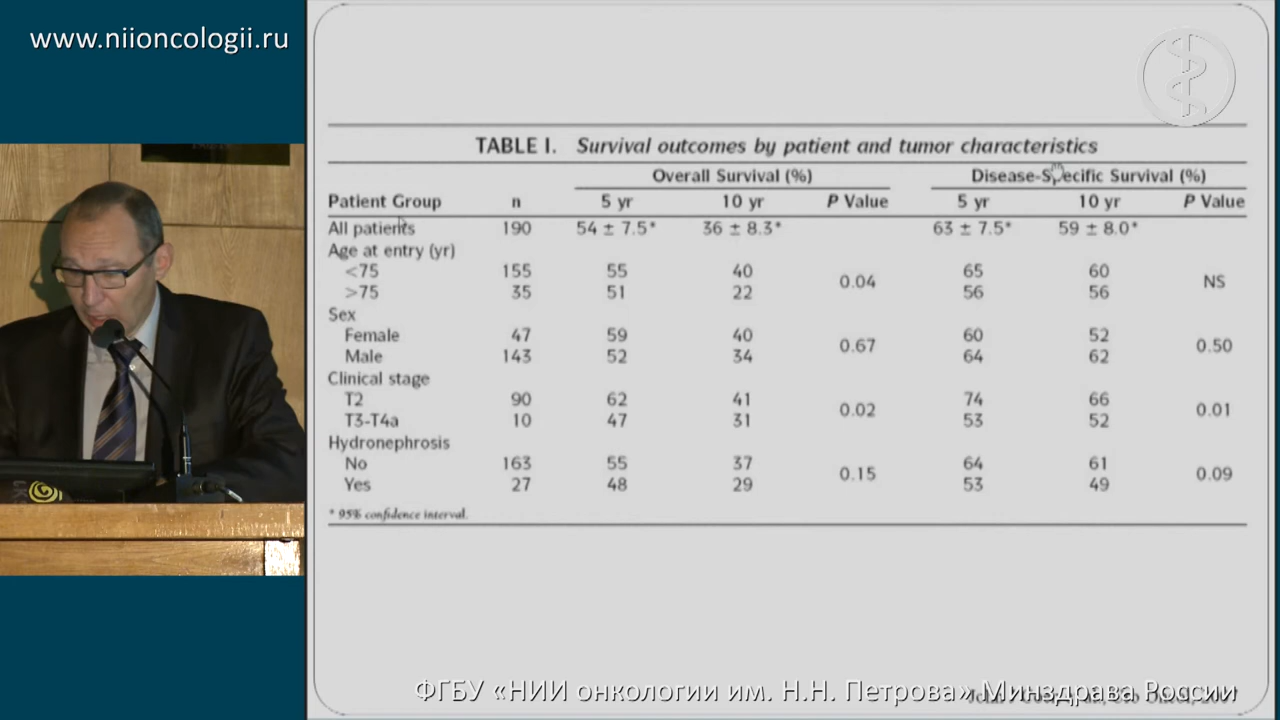 www.niioncologii.ru
TABLE I. Survival outcomes by patient and tumor characteristics
Overall Survival (%) Disease-Specific Survival (%)
Patient Group n 5 yr 10 yr P Value 5 yr 10 yr P Value
All patients 190 54 ± 7.5* 36 ± 8.3* 63 ± 7.5* 59 ± 8.0*
Age at entry (yr)
<75 155 55 40 65 60
0.04 NS
>75 35 51 22 56 56
Sex
Female 47 59 40 60 52
0.67 0.50
Male 143 52 34 64 62
Clinical stage
T2 90 62 41 74 66
0.02 0.01
T3-T4a 10 47 31 53 52
Hydronephrosis
No 163 55 37 64 61
0.15 0.09
Yes 27 48 29 53 49
* 95% confidence interval.
ФГБУ «НИИ онкологии им. Н.Н. Петрова» Минздрава России